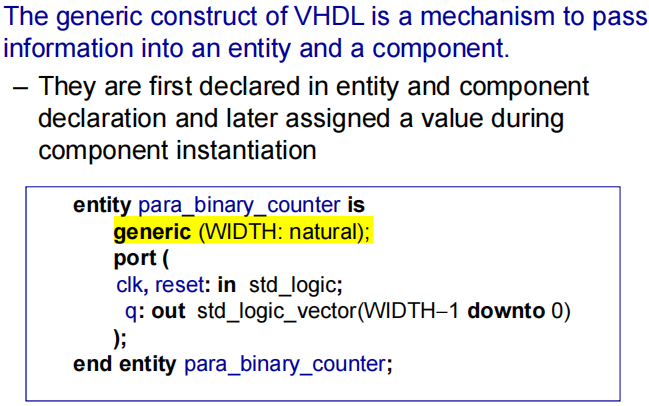 The generic construct of VHDL is a mechanism to pass
information into an entity and a component.
– They are first declared in entity and component
declaration and later assigned a value during
component instantiation
entity para_binary_counter is
generic (WIDTH: natural);
port (
clk, reset: in std_logic;
q: out std_logic_vector(WIDTH–1 downto 0)
);
end entity para_binary_counter;